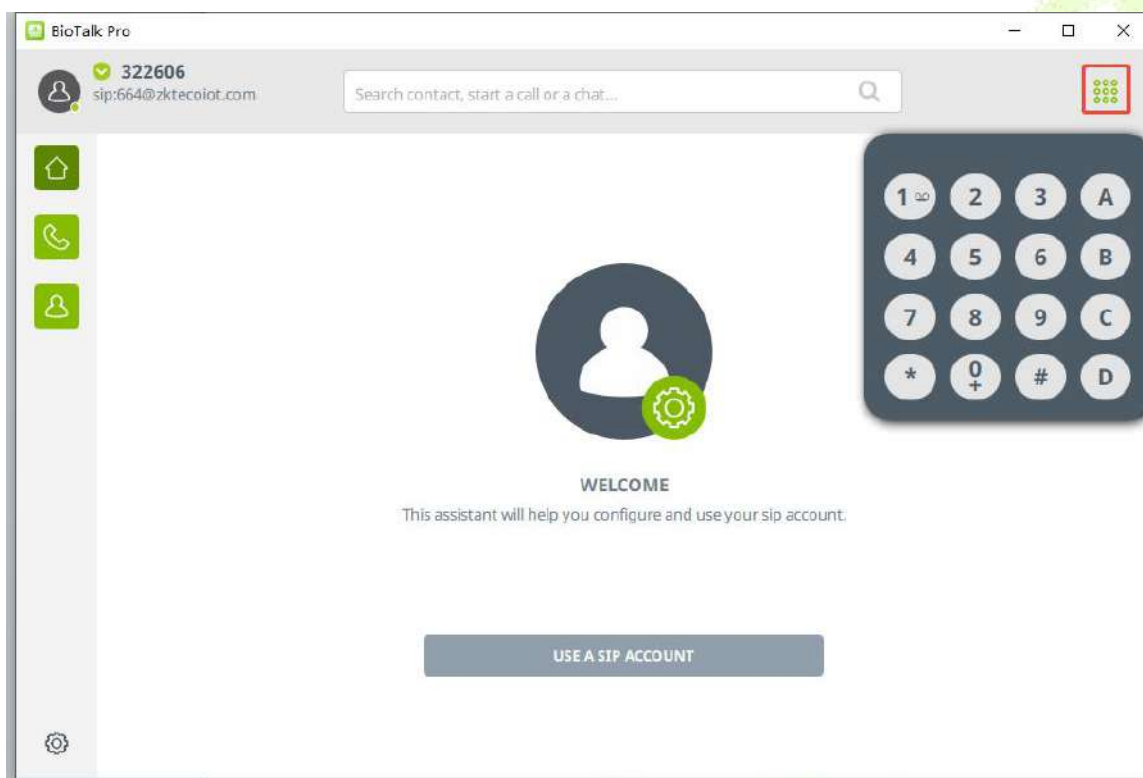 BioTalk Pro
322606
sip:664@zktecoiot.com
Search contact, start a call or a chat...
1 2 3 A
4 5 6 B
7 8 9 C
* 0 # D
+
WELCOME
This assistant will help you configure and use your sip account.
USE A SIP ACCOUNT